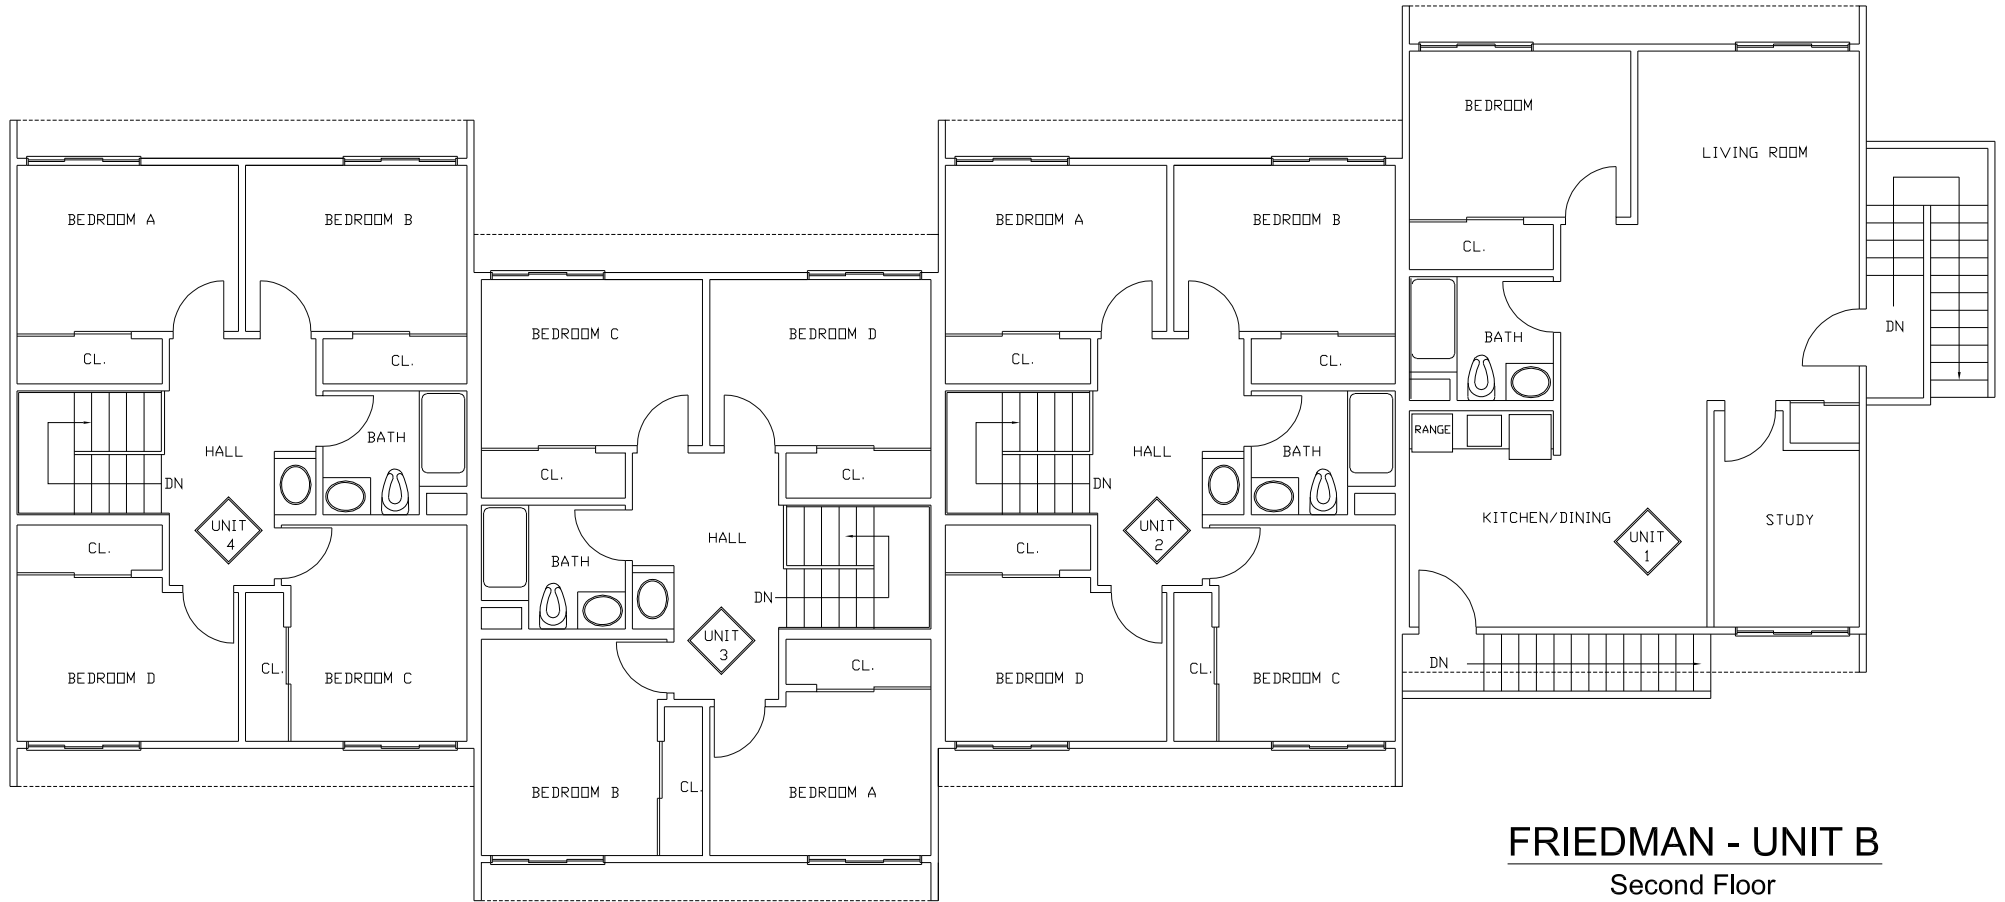 BEDROOM A
BEDROOM B
CL.
CL.
HALL
BATH
DN
UNIT
4
CL.
CL.
BEDROOM D
BEDROOM C
BEDROOM C
BEDROOM D
CL.
CL.
HALL
BATH
DN
UNIT
3
CL.
CL.
BEDROOM B
BEDROOM A
BEDROOM A
BEDROOM B
CL.
CL.
HALL
BATH
DN
UNIT
2
CL.
CL.
BEDROOM D
BEDROOM C
BEDROOM
LIVING ROOM
CL.
BATH
DN
RANGE
KITCHEN/DINING
UNIT
1
STUDY
DN
FRIEDMAN - UNIT B
Second Floor